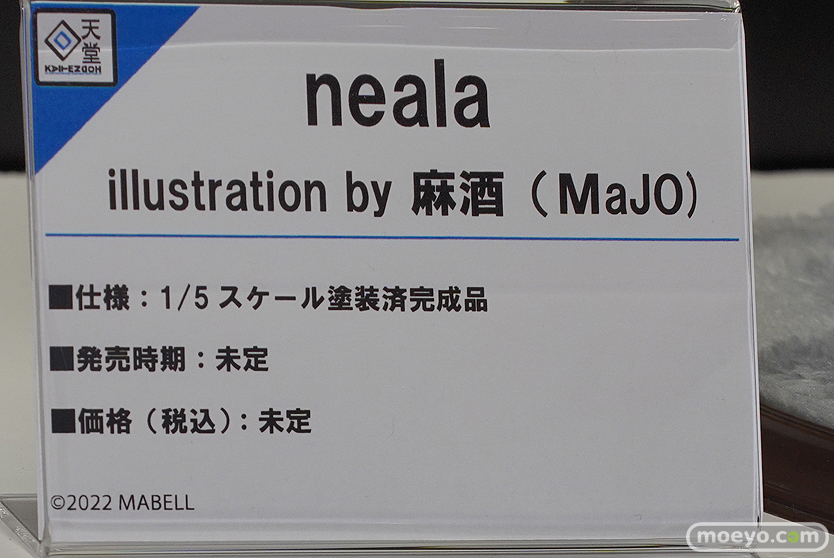 天堂
neala
illustration by 麻酒（MaJO）
■仕様：1/5スケール塗装済完成品
■発売時期：未定
■価格（税込）：未定
©2022 MABELL
moeyo.com